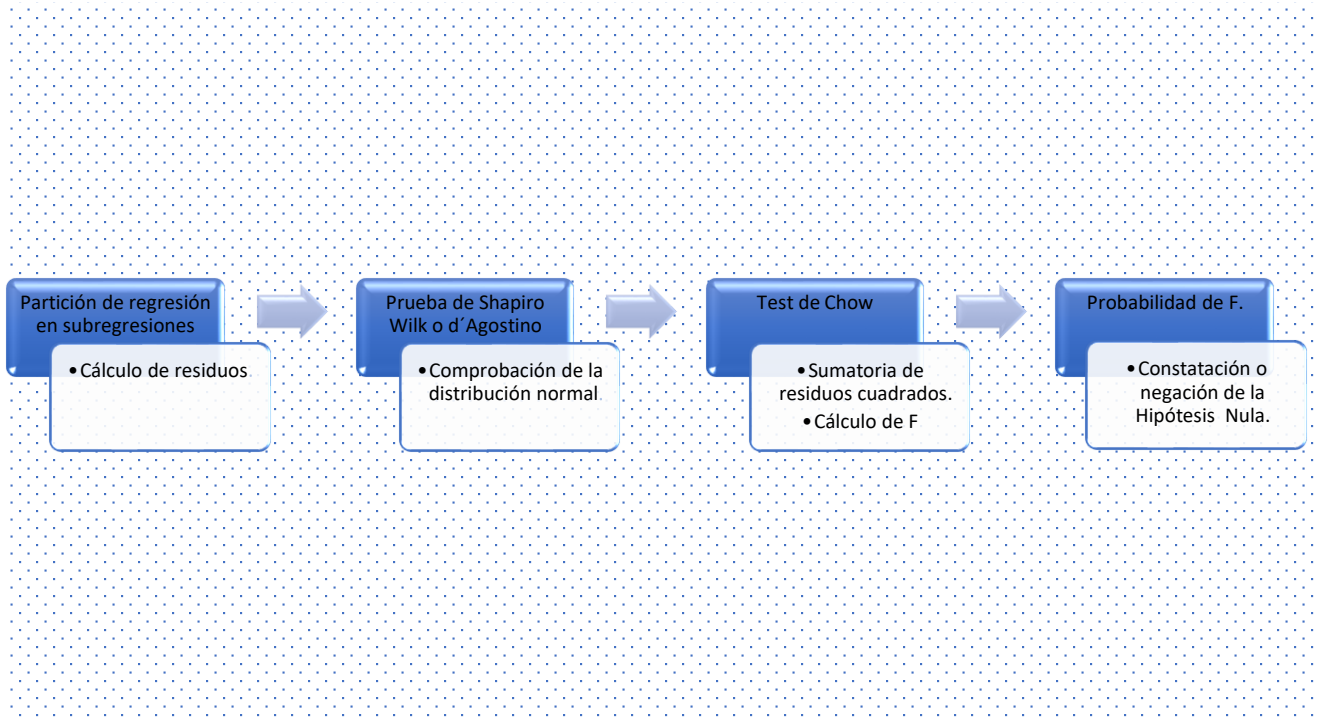 Partición de regresión
en subregresiones
•Cálculo de residuos.
Prueba de Shapiro
Wilk o d´Agostino
•Comprobación de la
distribución normal.
Test de Chow
•Sumatoria de
residuos cuadrados.
•Cálculo de F
Probabilidad de F.
•Constatación o
negación de la
Hipótesis Nula.